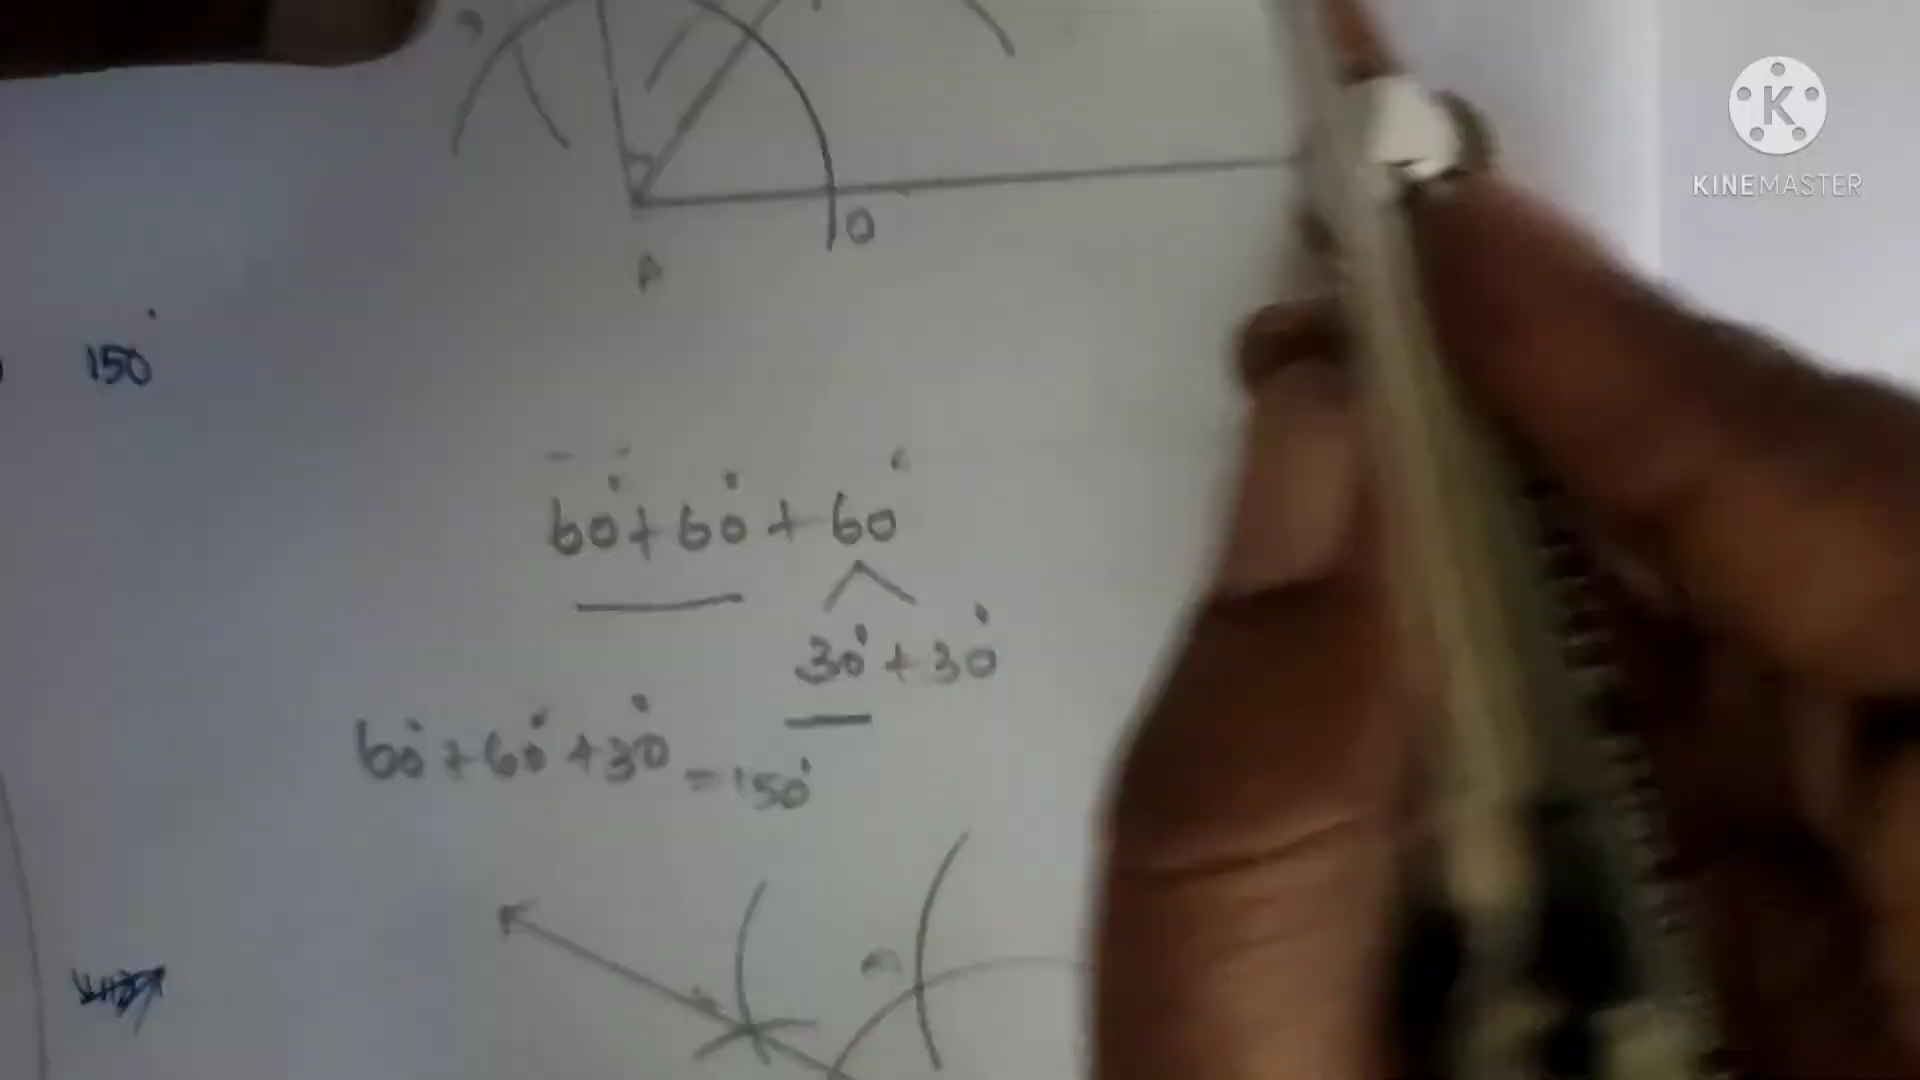 K
KINEMASTER
O
A
150°
60° + 60° + 60°
30° + 30°
60° + 60° + 30° = 150°